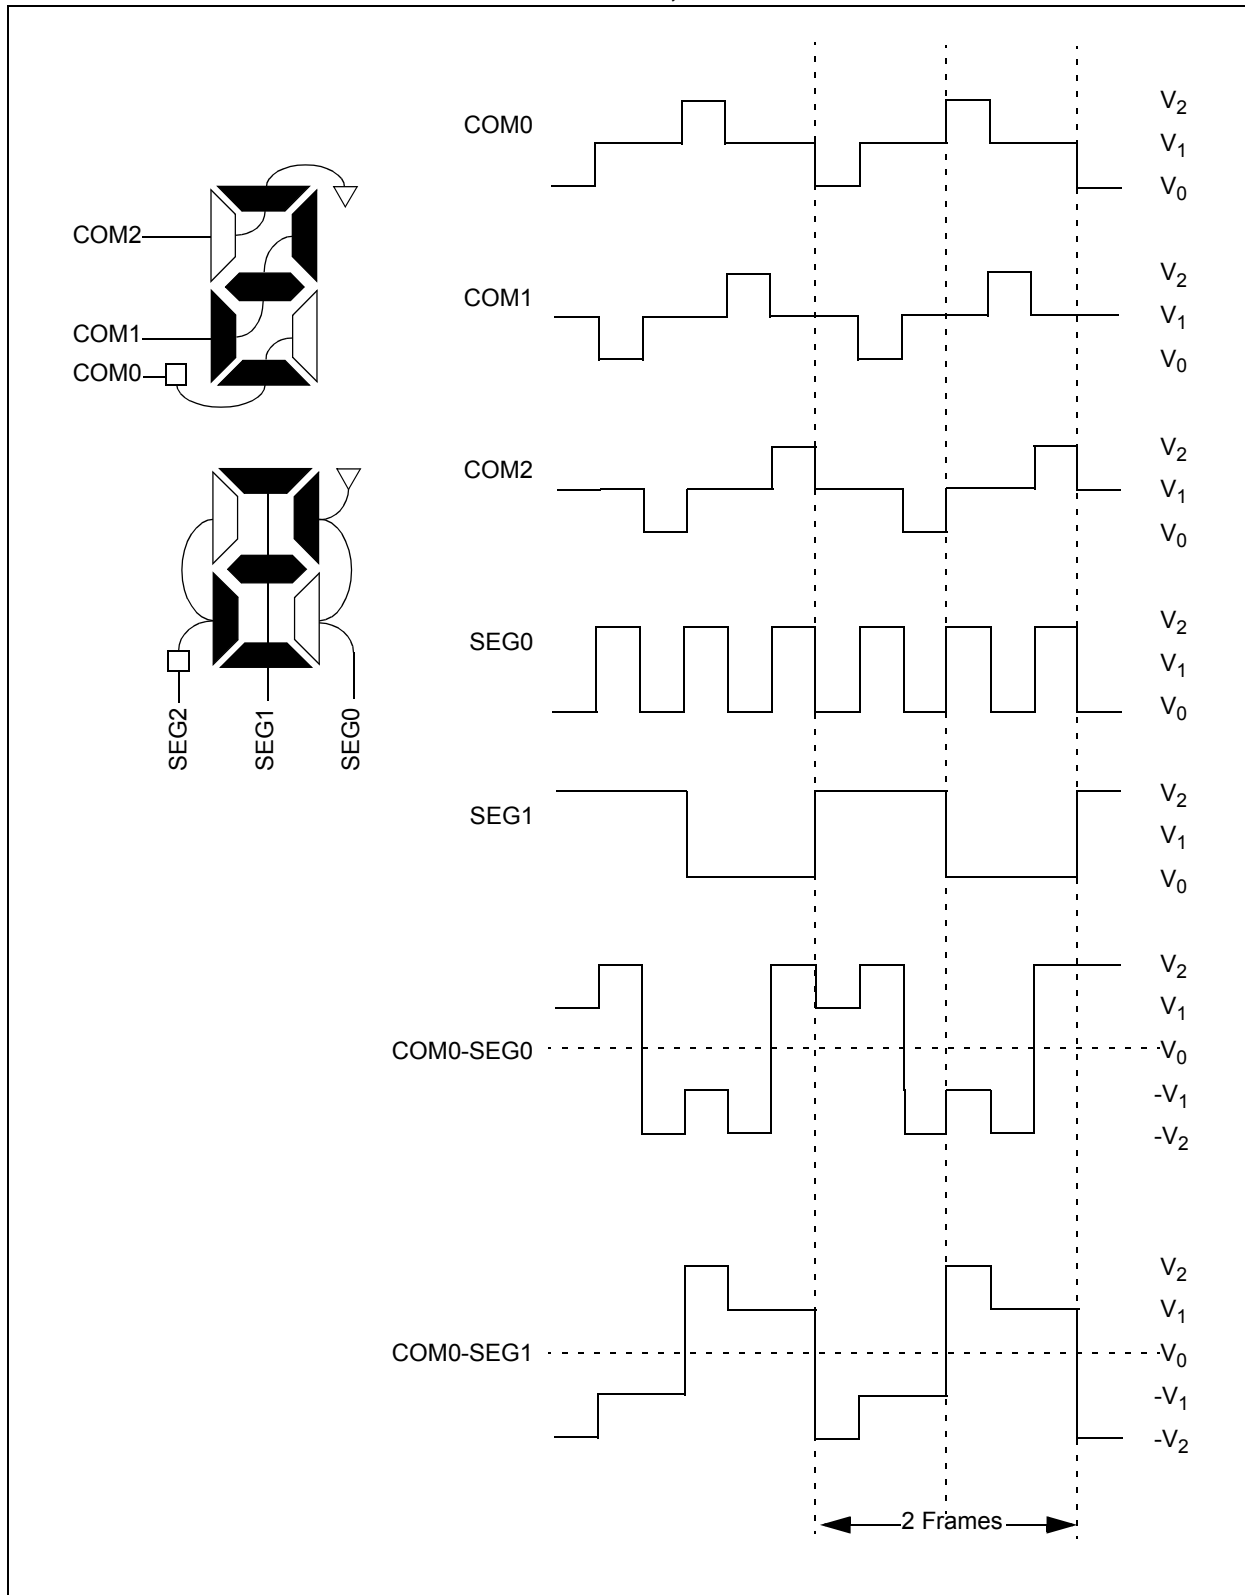 COM0
V2
V1
V0
COM2
COM1
COM0
COM1
V2
V1
V0
COM2
V2
V1
V0
SEG0
V2
V1
V0
SEG2
SEG1
SEG0
SEG1
V2
V1
V0
COM0-SEG0
V2
V1
V0
-V1
-V2
COM0-SEG1
V2
V1
V0
-V1
-V2
2 Frames